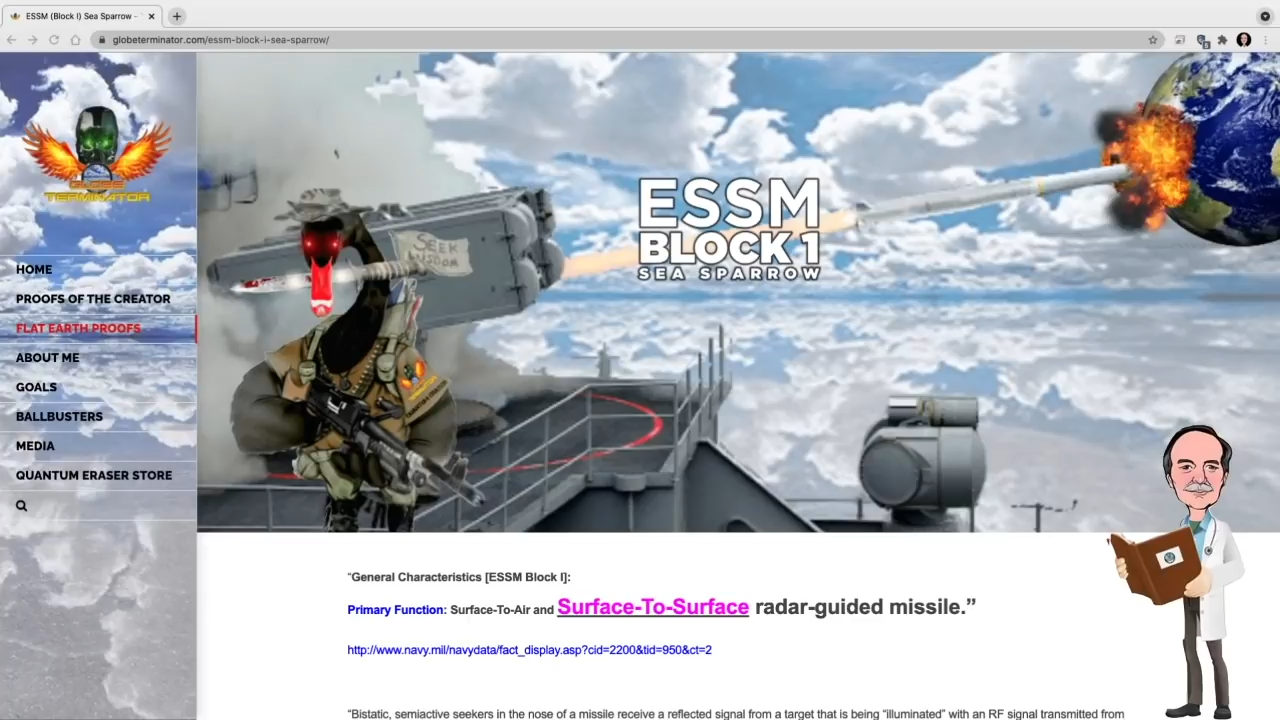 ESSM (Block I) Sea Sparrow -
globeterminator.com/essm-block-i-sea-sparrow/
GLOBE
TERMINATOR
HOME
PROOFS OF THE CREATOR
FLAT EARTH PROOFS
ABOUT ME
GOALS
BALLBUSTERS
MEDIA
QUANTUM ERASER STORE
SEEK
WISDOM
ESSM
BLOCK 1
SEA SPARROW
“General Characteristics [ESSM Block I]:
Primary Function: Surface-To-Air and Surface-To-Surface radar-guided missile.”
http://www.navy.mil/navydata/fact_display.asp?cid=2200&tid=950&ct=2
“Bistatic, semiactive seekers in the nose of a missile receive a reflected signal from a target that is being “illuminated” with an RF signal transmitted from